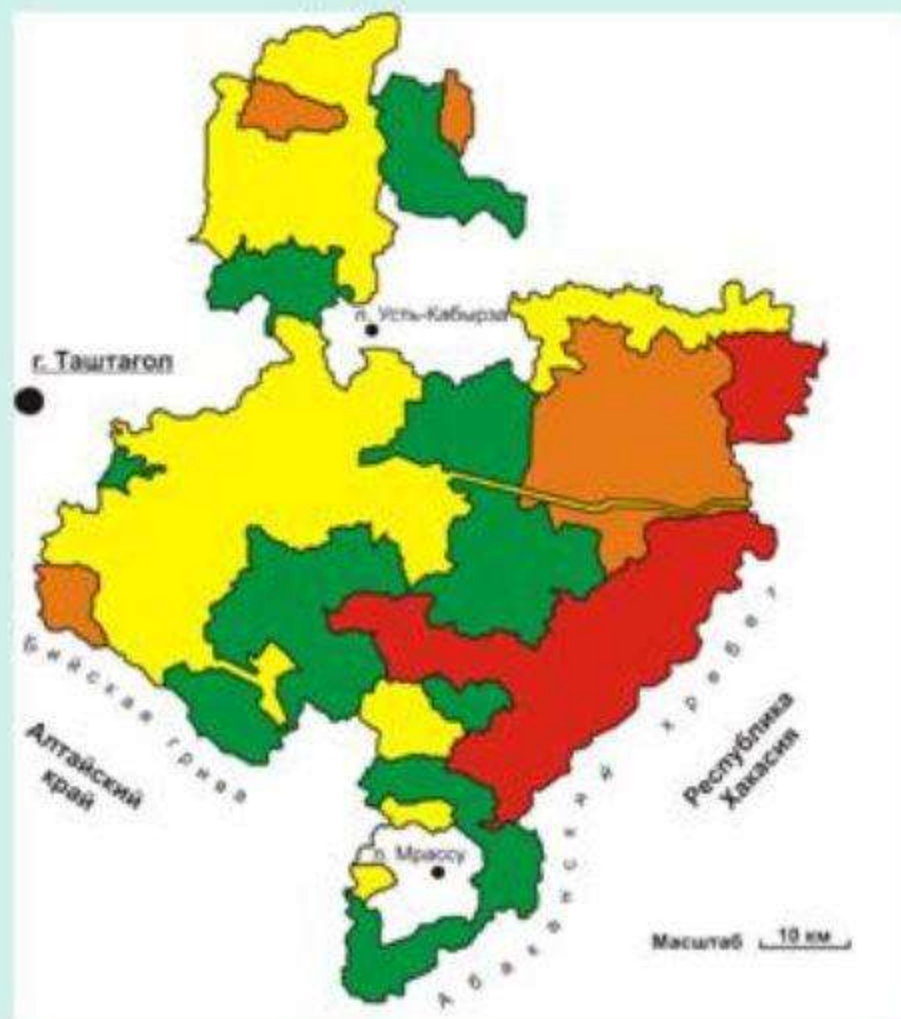 п. Усть-Кабырза
г. Таштагол
Бийская грива
Алтайский
край
Абаканский хребет
Республика
Хакасия
п. Мрассу
Масштаб 10 км